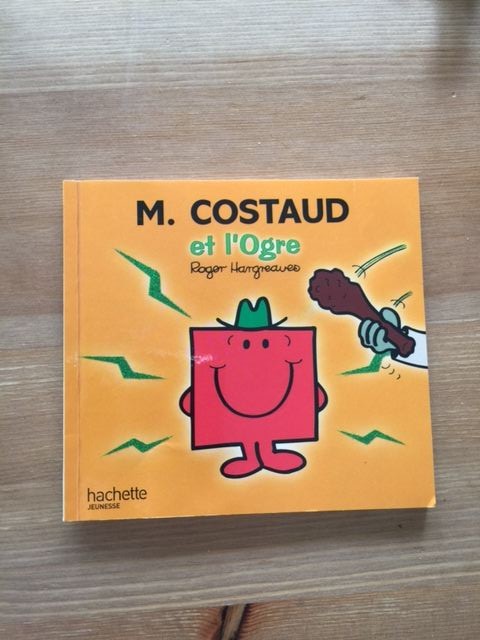 M. COSTAUD
et l'Ogre
Roger Hargreaves
hachette
JEUNESSE